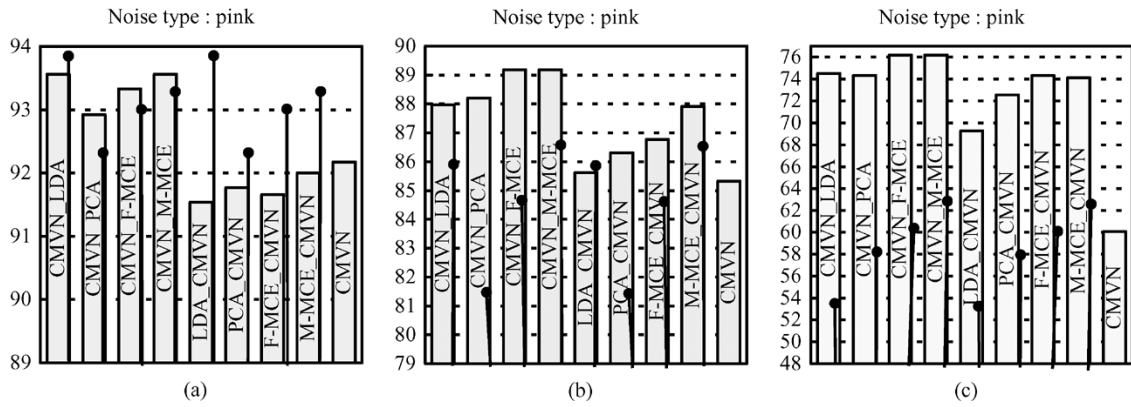 Noise type : pink
94
93
92
91
90
89
CMVN_LDA
CMVN_PCA
CMVN_F-MCE
CMVN_M-MCE
LDA_CMVN
PCA_CMVN
F-MCE_CMVN
M-MCE_CMVN
CMVN
(a)
Noise type : pink
90
89
88
87
86
85
84
83
82
81
80
79
CMVN_LDA
CMVN_PCA
CMVN_F-MCE
CMVN_M-MCE
LDA_CMVN
PCA_CMVN
F-MCE_CMVN
M-MCE_CMVN
CMVN
(b)
Noise type : pink
76
74
72
70
68
66
64
62
60
58
56
54
52
50
48
CMVN_LDA
CMVN_PCA
CMVN_F-MCE
CMVN_M-MCE
LDA_CMVN
PCA_CMVN
F-MCE_CMVN
M-MCE_CMVN
CMVN
(c)